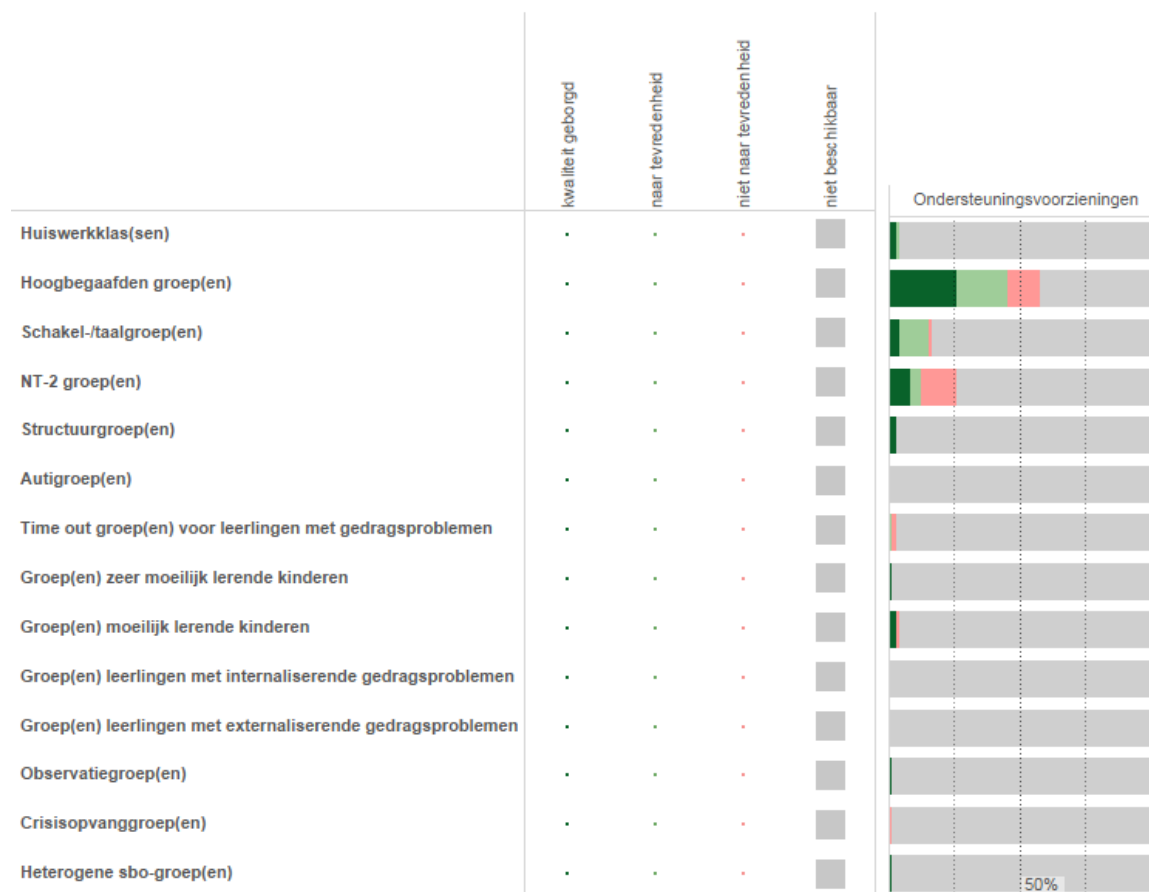 kwaliteit geborgd
naar tevredenheid
niet naar tevredenheid
niet beschikbaar
Ondersteuningsvoorzieningen
Huiswerkklas(sen)
Hoogbegaafden groep(en)
Schakel-/taalgroep(en)
NT-2 groep(en)
Structuurgroep(en)
Autigroep(en)
Time out groep(en) voor leerlingen met gedragsproblemen
Groep(en) zeer moeilijk lerende kinderen
Groep(en) moeilijk lerende kinderen
Groep(en) leerlingen met internaliserende gedragsproblemen
Groep(en) leerlingen met externaliserende gedragsproblemen
Observatiegroep(en)
Crisisopvanggroep(en)
Heterogene sbo-groep(en)
50%